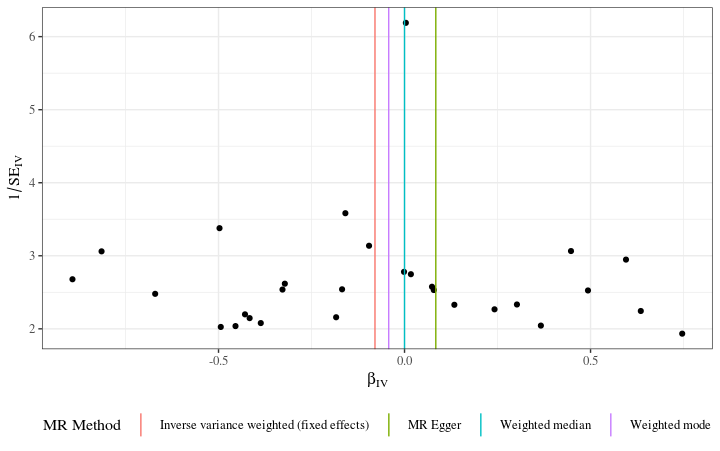 6
5
4
3
2
1/SE_IV
-0.5 0.0 0.5
β_IV
MR Method Inverse variance weighted (fixed effects) MR Egger Weighted median Weighted mode